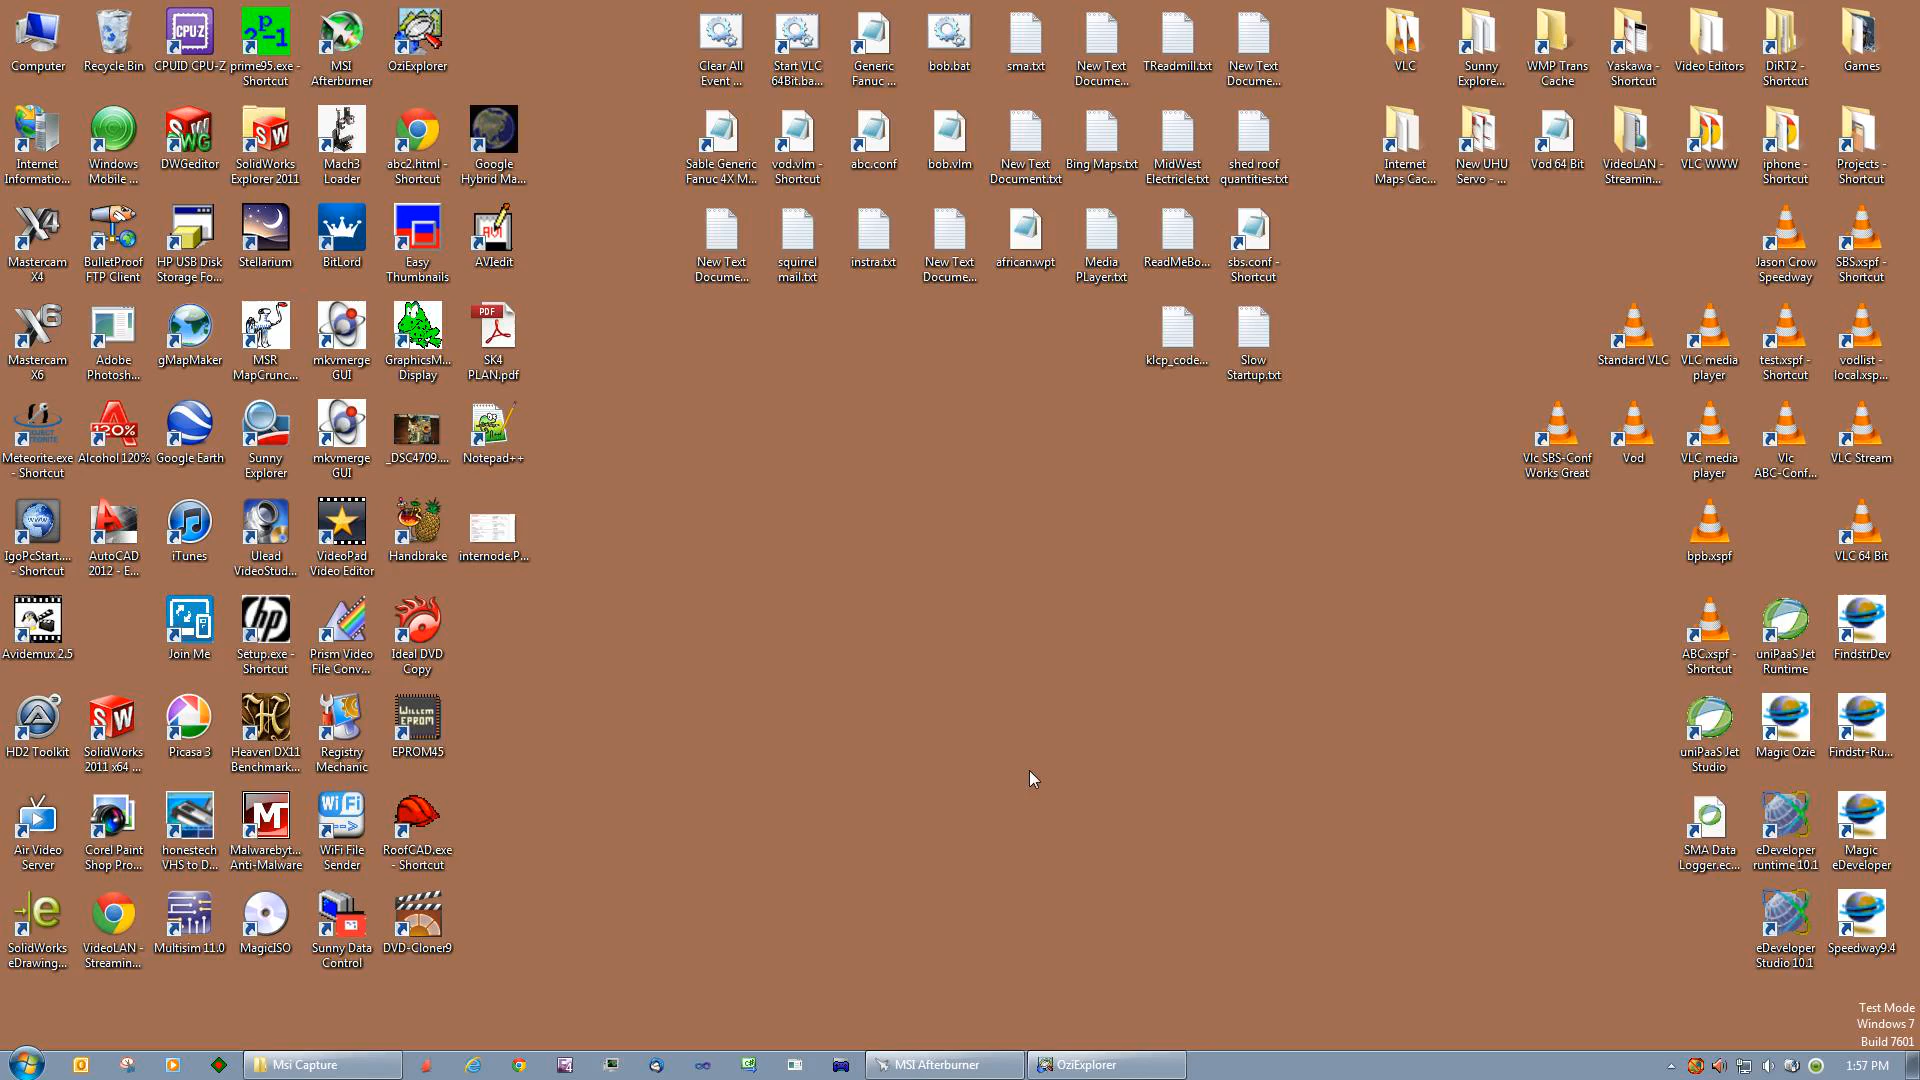 Computer
Recycle Bin
CPUID CPU-Z
prime95.exe -
Shortcut
MSI
Afterburner
OziExplorer
Clear All
Event ...
Start VLC
64Bit.ba...
Generic
Fanuc ...
bob.bat
sma.txt
New Text
Docume...
TReadmill.txt
New Text
Docume...
VLC
Sunny
Explore...
WMP Trans
Cache
Yaskawa -
Shortcut
Video Editors
DiRT2 -
Shortcut
Games
Internet
Informatio...
Windows
Mobile ...
DWGeditor
SolidWorks
Explorer 2011
Mach3
Loader
abc2.html -
Shortcut
Google
Hybrid Ma...
Sable Generic
Fanuc 4X M...
vod.vlm -
Shortcut
abc.conf
bob.vlm
New Text
Document.txt
Bing Maps.txt
MidWest
Electricle.txt
shed roof
quantities.txt
Internet
Maps Cac...
New UHU
Servo - ...
Vod 64 Bit
VideoLAN -
Streamin...
VLC WWW
iphone -
Shortcut
Projects -
Shortcut
Mastercam
X4
BulletProof
FTP Client
HP USB Disk
Storage Fo...
Stellarium
BitLord
Easy
Thumbnails
AVIedit
New Text
Docume...
squirrel
mail.txt
instra.txt
New Text
Docume...
african.wpt
Media
PLayer.txt
ReadMeBo...
sbs.conf -
Shortcut
Jason Crow
Speedway
SBS.xspf -
Shortcut
Mastercam
X6
Adobe
Photosh...
gMapMaker
MSR
MapCrunc...
mkvmerge
GUI
GraphicsM...
Display
SK4
PLAN.pdf
klcp_code...
Slow
Startup.txt
Standard VLC
VLC media
player
test.xspf -
Shortcut
vodlist -
local.xsp...
Meteorite.exe
- Shortcut
Alcohol 120%
Google Earth
Sunny
Explorer
mkvmerge
GUI
_DSC4709....
Notepad++
Vlc SBS-Conf
Works Great
Vod
VLC media
player
Vlc
ABC-Conf...
VLC Stream
IgoPcStart....
- Shortcut
AutoCAD
2012 - E...
iTunes
Ulead
VideoStud...
VideoPad
Video Editor
Handbrake
internode.P...
bpb.xspf
VLC 64 Bit
Avidemux 2.5
Join Me
Setup.exe -
Shortcut
Prism Video
File Conv...
Ideal DVD
Copy
ABC.xspf -
Shortcut
uniPaaS Jet
Runtime
FindstrDev
HD2 Toolkit
SolidWorks
2011 x64 ...
Picasa 3
Heaven DX11
Benchmark...
Registry
Mechanic
EPROM45
uniPaaS Jet
Studio
Magic Ozie
Findstr-Ru...
Air Video
Server
Corel Paint
Shop Pro...
honestech
VHS to D...
Malwarebyt...
Anti-Malware
WiFi File
Sender
RoofCAD.exe
- Shortcut
SMA Data
Logger.ec...
eDeveloper
runtime 10.1
Magic
eDeveloper
SolidWorks
eDrawing...
VideoLAN -
Streamin...
Multisim 11.0
MagicISO
Sunny Data
Control
DVD-Cloner9
eDeveloper
Studio 10.1
Speedway9.4
Test Mode
Windows 7
Build 7601
Msi Capture
MSI Afterburner
OziExplorer
1:57 PM